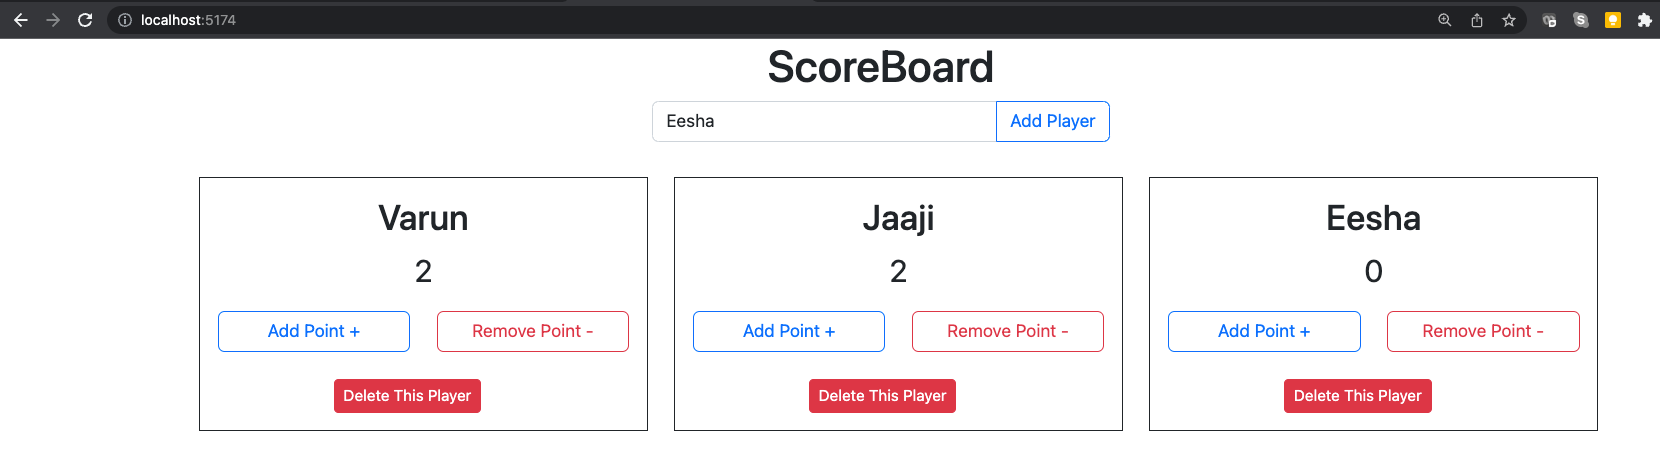 localhost:5174
ScoreBoard
Eesha Add Player
Varun Jaaji Eesha
2 2 0
Add Point + Remove Point - Add Point + Remove Point - Add Point + Remove Point -
Delete This Player Delete This Player Delete This Player